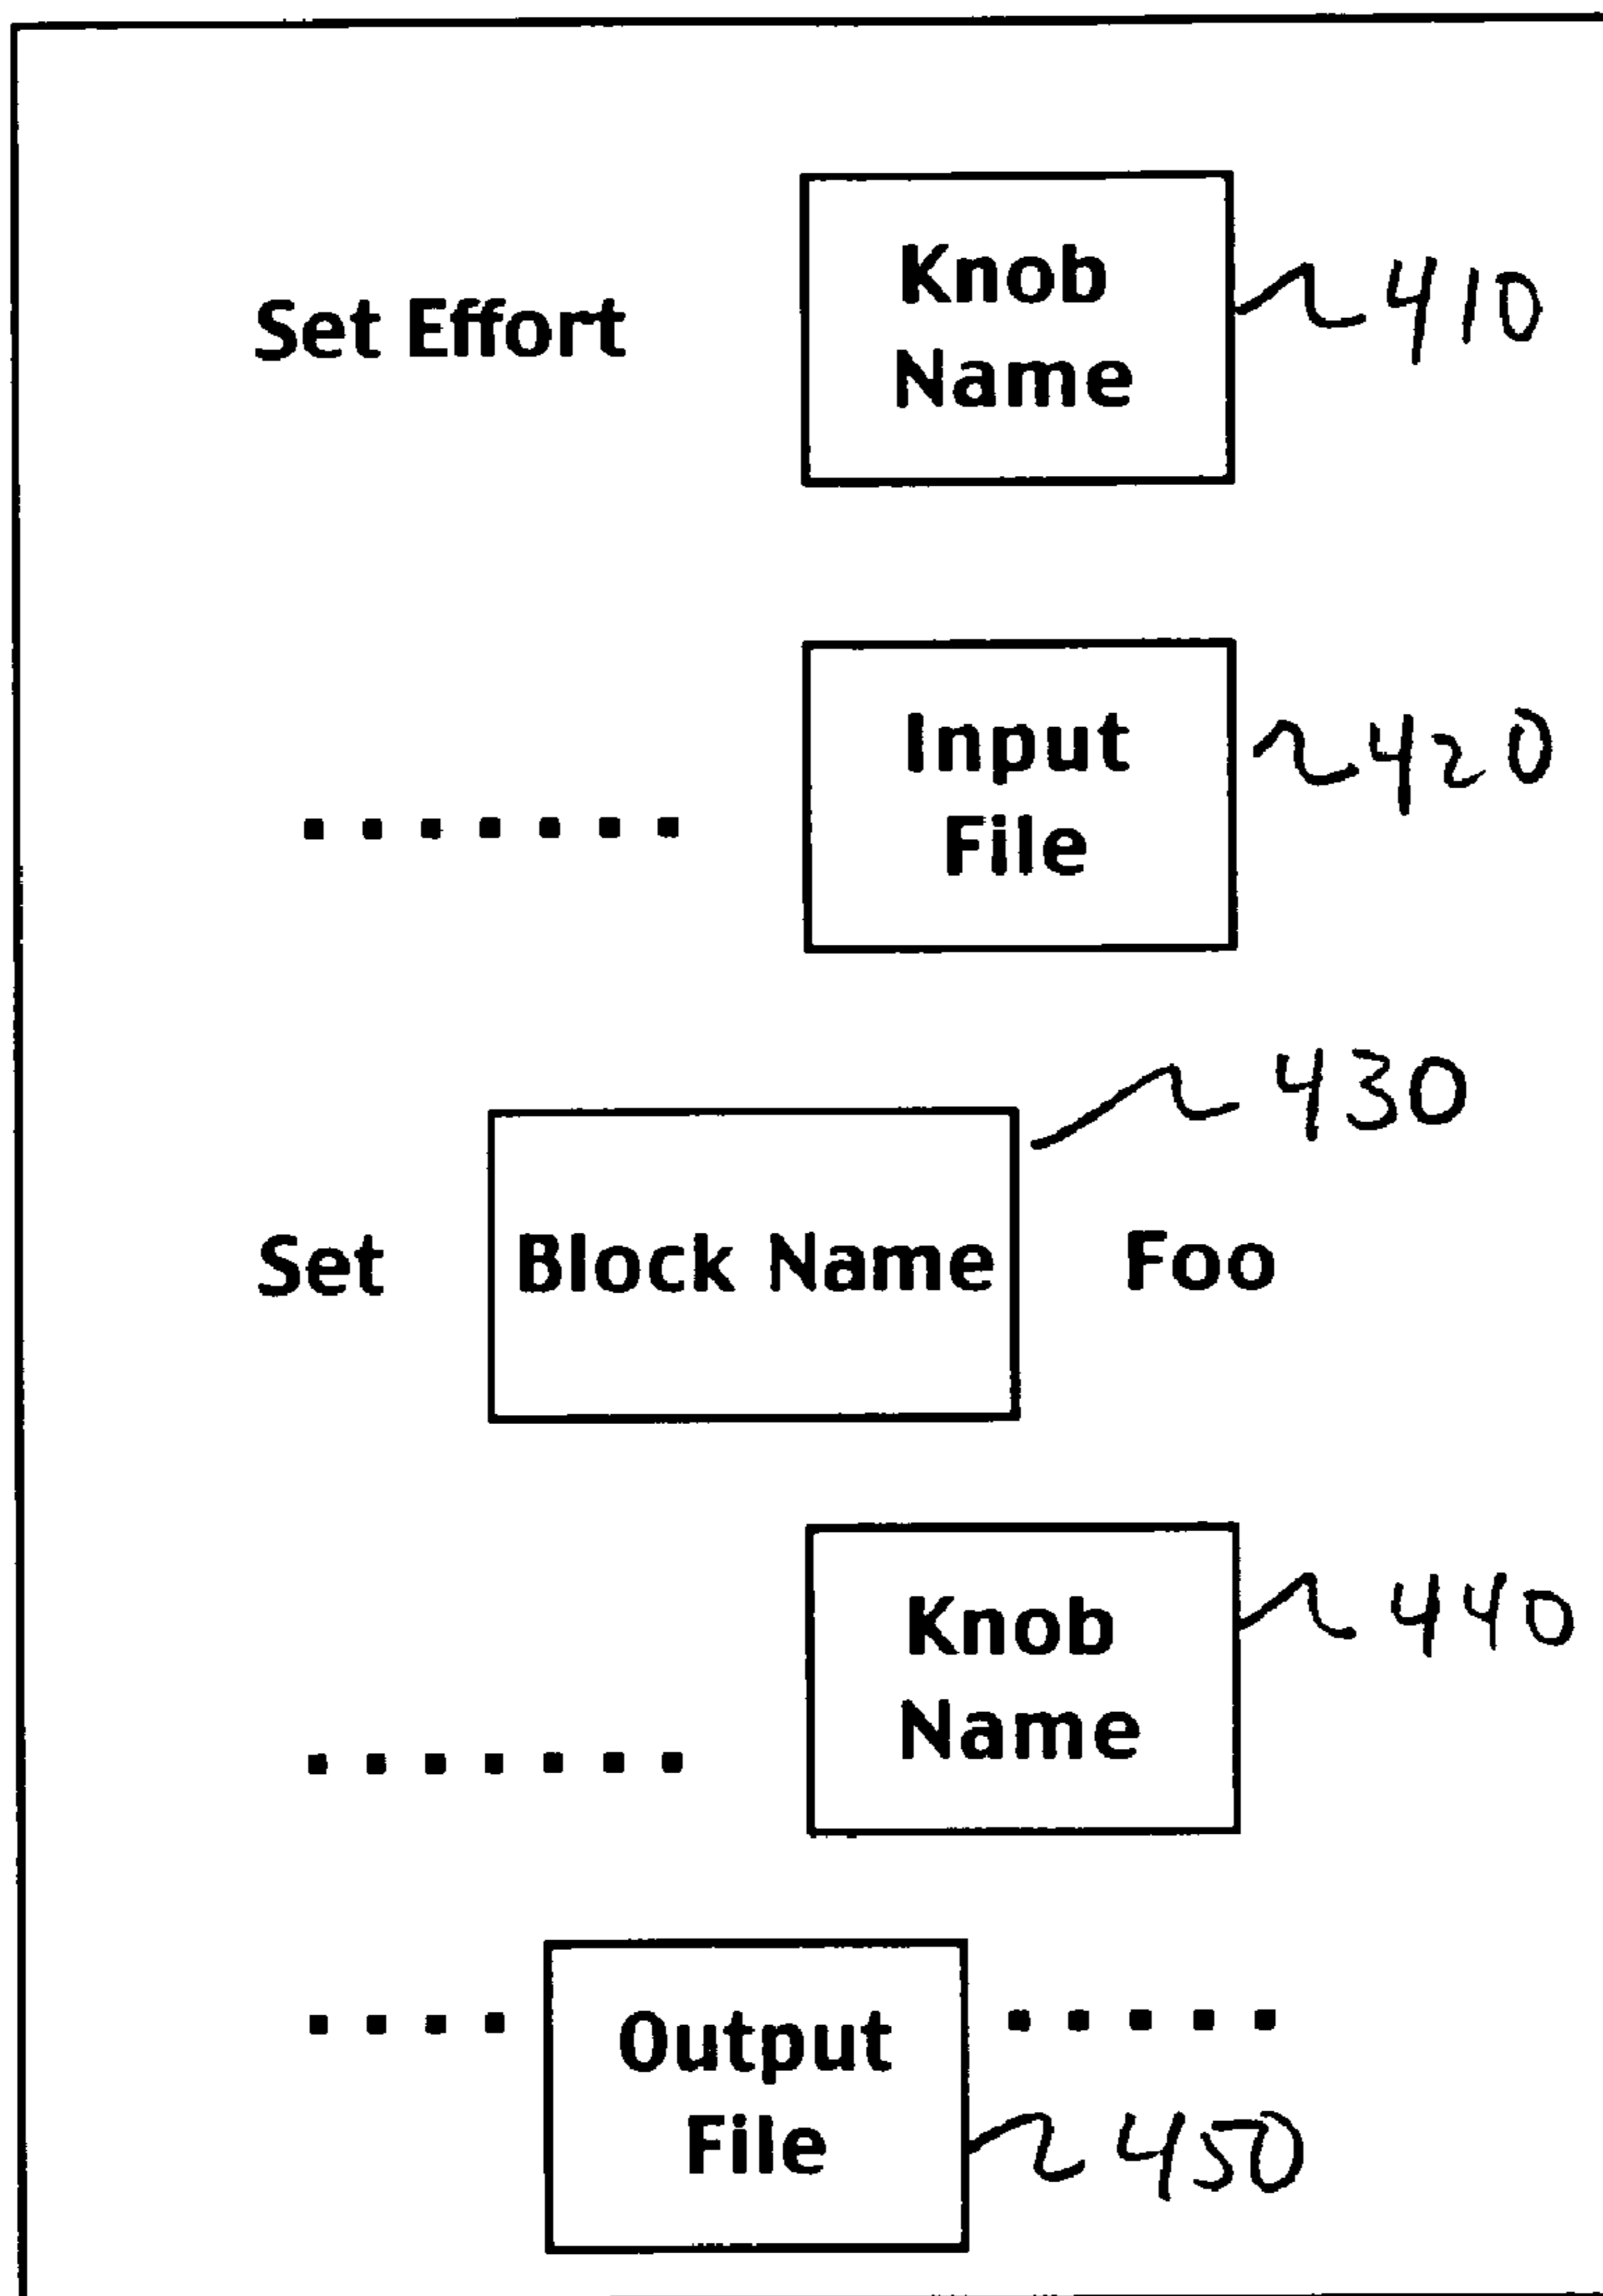 Knob
Set Effort
Name
410
Input
File
.......
420
430
Set Block Name Foo
Knob
Name
.......
440
.... Output .....
File
450